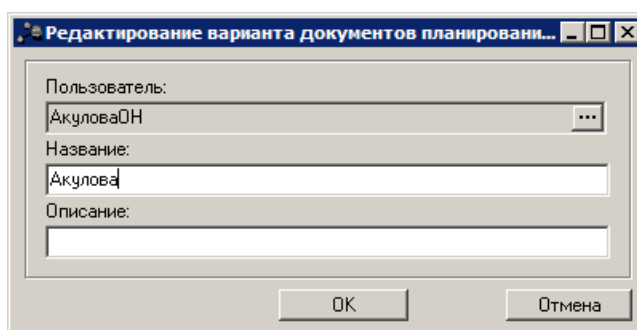 Редактирование варианта документов планировани...
Пользователь:
АкуловаОН
...
Название:
Акулова
Описание:
OK
Отмена